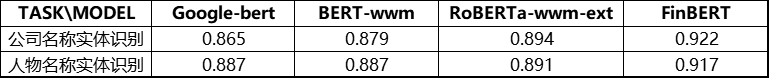 TASK\MODEL Google-bert BERT-wwm RoBERTa-wwm-ext FinBERT
公司名称实体识别 0.865 0.879 0.894 0.922
人物名称实体识别 0.887 0.887 0.891 0.917